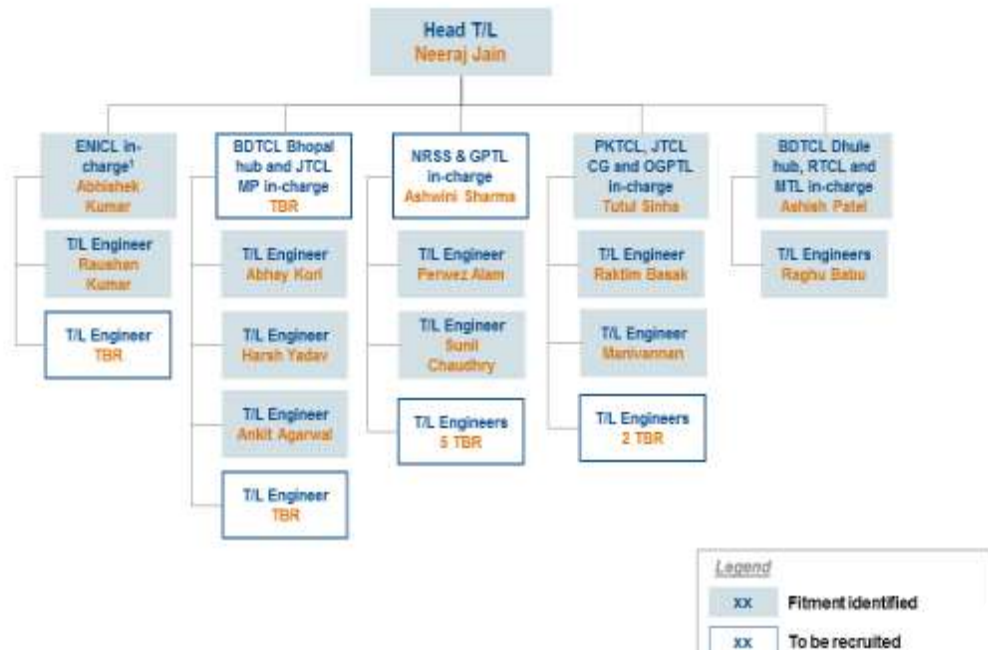 Head T/L
Neeraj Jain
ENICL in-
charge¹
Abhishek
Kumar
T/L Engineer
Raushan
Kumar
T/L Engineer
TBR
BDTCL Bhopal
hub and JTCL
MP in-charge
TBR
T/L Engineer
Abhay Kori
T/L Engineer
Harsh Yadav
T/L Engineer
Ankit Agarwal
T/L Engineer
TBR
NRSS & GPTL
in-charge
Ashwini Sharma
T/L Engineer
Perwez Alam
T/L Engineer
Sunil
Chaudhry
T/L Engineers
5 TBR
PKTCL, JTCL
CG and OGPTL
in-charge
Tutul Sinha
T/L Engineer
Raktim Basak
T/L Engineer
Manivannan
T/L Engineers
2 TBR
BDTCL Dhule
hub, RTCL and
MTL in-charge
Ashish Patel
T/L Engineers
Raghu Babu
Legend
XX Fitment identified
XX To be recruited